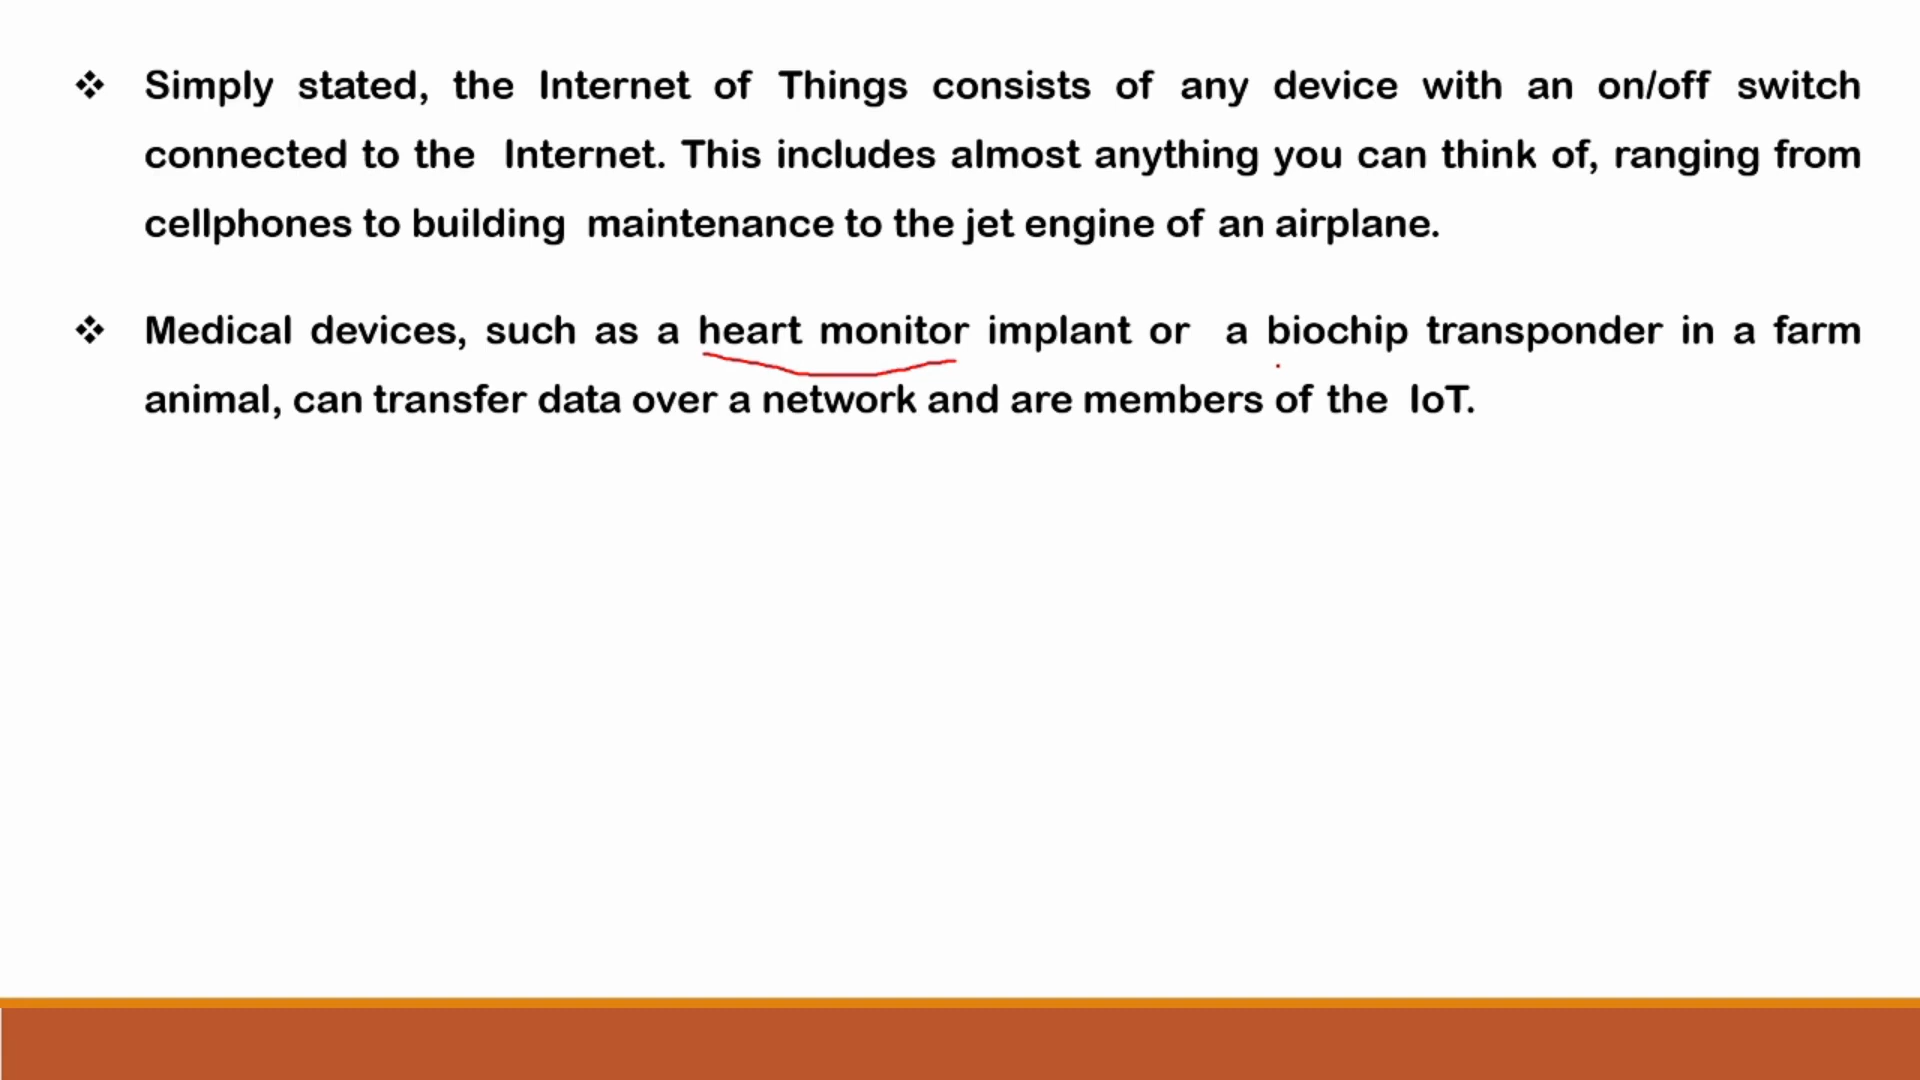 ❖ Simply stated, the Internet of Things consists of any device with an on/off switch
connected to the Internet. This includes almost anything you can think of, ranging from
cellphones to building maintenance to the jet engine of an airplane.
❖ Medical devices, such as a heart monitor implant or a biochip transponder in a farm
animal, can transfer data over a network and are members of the IoT.